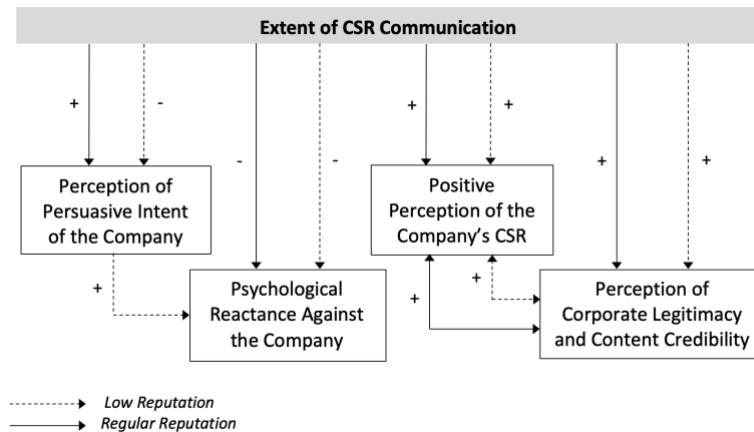 Extent of CSR Communication
+
-
-
-
+
+
+
+
Perception of
Persuasive Intent
of the Company
Positive
Perception of the
Company's CSR
+
+
+
Psychological
Reactance Against
the Company
Perception of
Corporate Legitimacy
and Content Credibility
Low Reputation
Regular Reputation